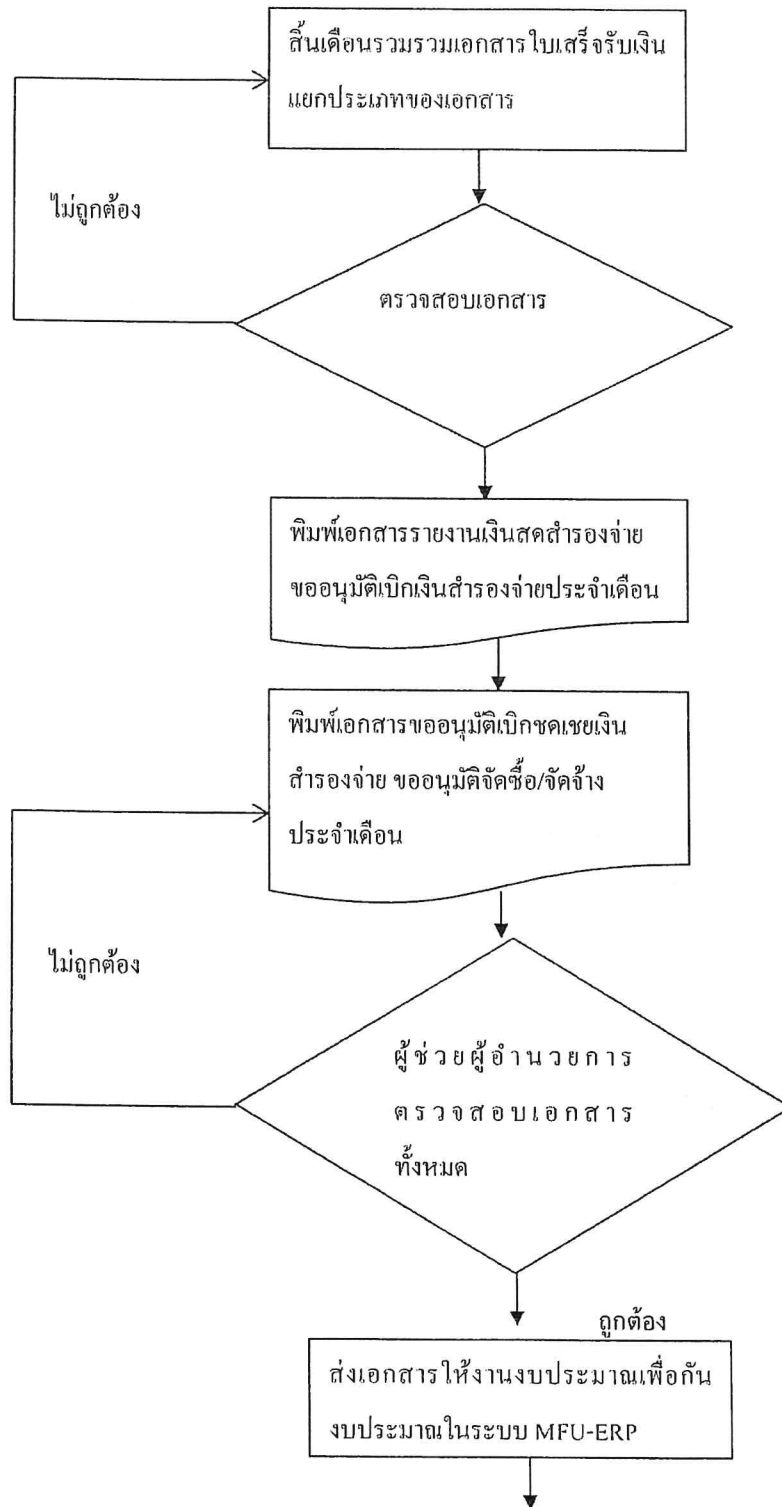 สิ้นเดือนรวมรวมเอกสารใบเสร็จรับเงิน
แยกประเภทของเอกสาร
ไม่ถูกต้อง
ตรวจสอบเอกสาร
พิมพ์เอกสารรายงานเงินสดสำรองจ่าย
ขออนุมัติเบิกเงินสำรองจ่ายประจำเดือน
พิมพ์เอกสารขออนุมัติเบิกชดเชยเงิน
สำรองจ่าย ขออนุมัติจัดซื้อ/จัดจ้าง
ประจำเดือน
ไม่ถูกต้อง
ผู้ช่วยผู้อำนวยการ
ตรวจสอบเอกสาร
ทั้งหมด
ถูกต้อง
ส่งเอกสารให้งานงบประมาณเพื่อกัน
งบประมาณในระบบ MFU-ERP